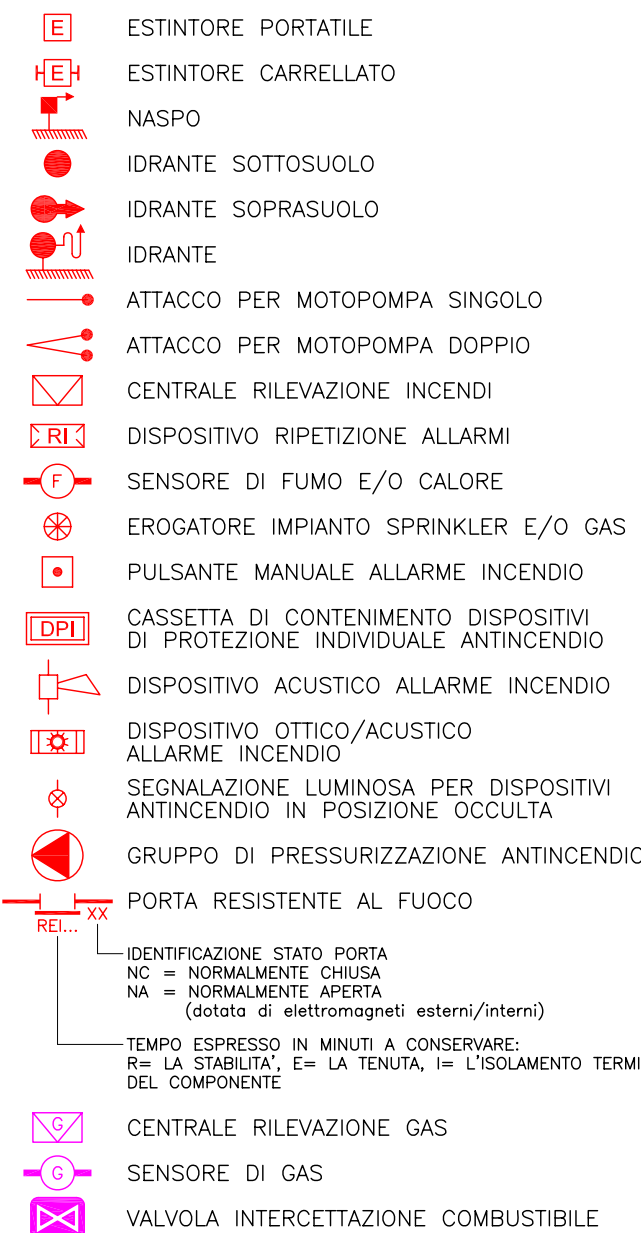 E ESTINTORE PORTATILE
E ESTINTORE CARRELLATO
NASPO
IDRANTE SOTTOSUOLO
IDRANTE SOPRASUOLO
IDRANTE
ATTACCO PER MOTOPOMPA SINGOLO
ATTACCO PER MOTOPOMPA DOPPIO
CENTRALE RILEVAZIONE INCENDI
RI DISPOSITIVO RIPETIZIONE ALLARMI
F SENSORE DI FUMO E/O CALORE
EROGATORE IMPIANTO SPRINKLER E/O GAS
PULSANTE MANUALE ALLARME INCENDIO
DPI CASSETTA DI CONTENIMENTO DISPOSITIVI
DI PROTEZIONE INDIVIDUALE ANTINCENDIO
DISPOSITIVO ACUSTICO ALLARME INCENDIO
DISPOSITIVO OTTICO/ACUSTICO
ALLARME INCENDIO
SEGNALAZIONE LUMINOSA PER DISPOSITIVI
ANTINCENDIO IN POSIZIONE OCCULTA
GRUPPO DI PRESSURIZZAZIONE ANTINCENDIO
PORTA RESISTENTE AL FUOCO
REI... XX
IDENTIFICAZIONE STATO PORTA
NC = NORMALMENTE CHIUSA
NA = NORMALMENTE APERTA
(dotata di elettromagneti esterni/interni)
TEMPO ESPRESSO IN MINUTI A CONSERVARE:
R= LA STABILITA', E= LA TENUTA, I= L'ISOLAMENTO TERMI
DEL COMPONENTE
G CENTRALE RILEVAZIONE GAS
G SENSORE DI GAS
VALVOLA INTERCETTAZIONE COMBUSTIBILE